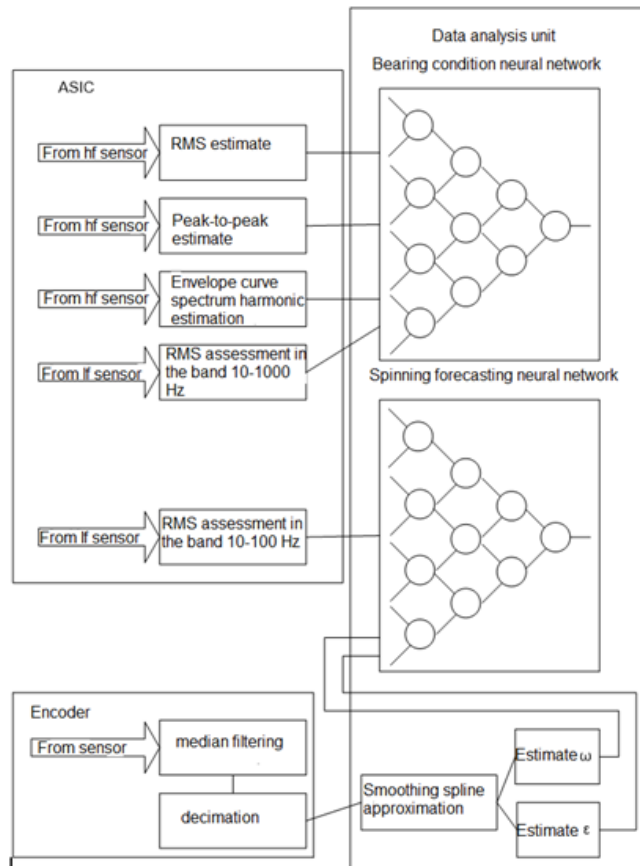 Data analysis unit
Bearing condition neural network
ASIC
From hf sensor
RMS estimate
From hf sensor
Peak-to-peak
estimate
From hf sensor
Envelope curve
spectrum harmonic
estimation
From lf sensor
RMS assessment in
the band 10-1000
Hz
Spinning forecasting neural network
From lf sensor
RMS assessment in
the band 10-100 Hz
Encoder
From sensor
median filtering
decimation
Smoothing spline
approximation
Estimate ω
Estimate ε